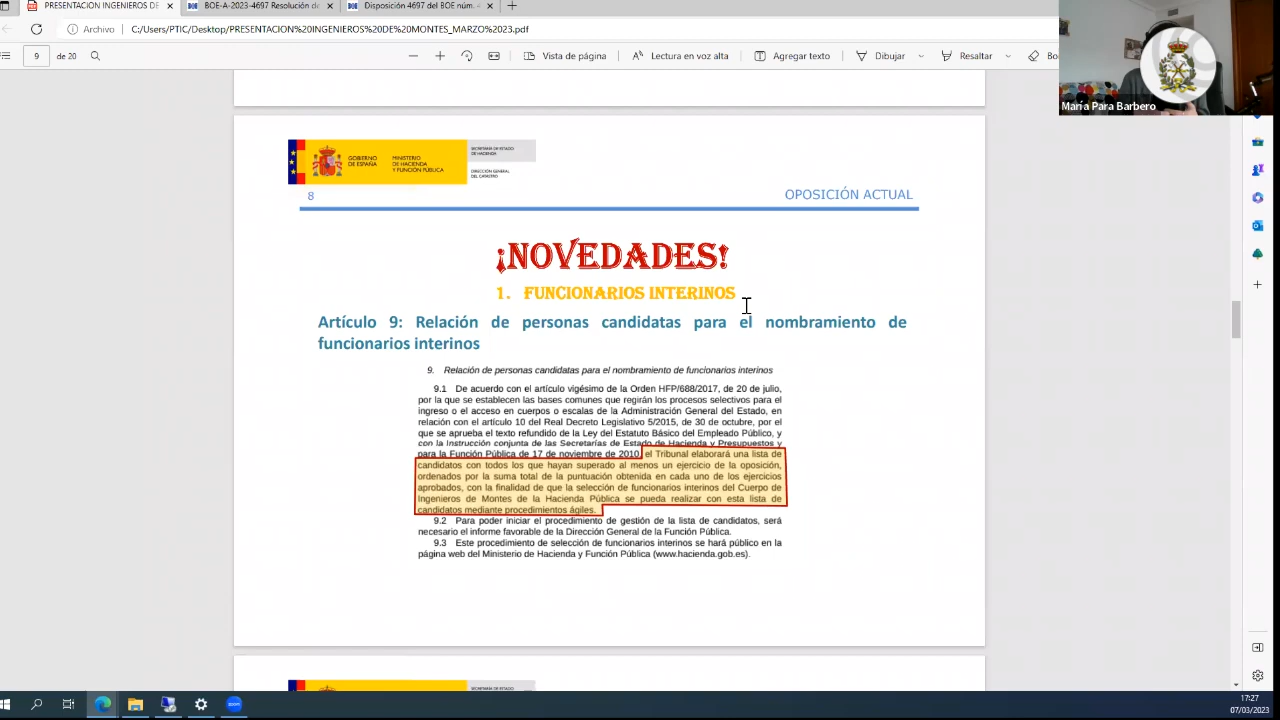 PRESENTACION INGENIEROS DE
BOE-A-2023-4697 Resolución de
Disposición 4697 del BOE núm.
Archivo
C:/Users/PTIC/Desktop/PRESENTACION%20INGENIEROS%20DE%20MONTES_MARZO%2023.pdf
9
de 20
Vista de página
Lectura en voz alta
Agregar texto
Dibujar
Resaltar
María Para Barbero
GOBIERNO
DE ESPAÑA
MINISTERIO
DE HACIENDA
Y FUNCIÓN PÚBLICA
SECRETARÍA DE ESTADO
DE HACIENDA
DIRECCIÓN GENERAL
DEL CATASTRO
8
OPOSICIÓN ACTUAL
¡NOVEDADES!
1. FUNCIONARIOS INTERINOS
Artículo 9: Relación de personas candidatas para el nombramiento de
funcionarios interinos
9. Relación de personas candidatas para el nombramiento de funcionarios interinos
9.1 De acuerdo con el artículo vigésimo de la Orden HFP/688/2017, de 20 de julio,
por la que se establecen las bases comunes que regirán los procesos selectivos para el
ingreso o el acceso en cuerpos o escalas de la Administración General del Estado, en
relación con el artículo 10 del Real Decreto Legislativo 5/2015, de 30 de octubre, por el
que se aprueba el texto refundido de la Ley del Estatuto Básico del Empleado Público, y
con la Instrucción conjunta de las Secretarías de Estado de Hacienda y Presupuestos y
para la Función Pública de 17 de noviembre de 2010, el Tribunal elaborará una lista de
candidatos con todos los que hayan superado al menos un ejercicio de la oposición,
ordenados por la suma total de la puntuación obtenida en cada uno de los ejercicios
aprobados, con la finalidad de que la selección de funcionarios interinos del Cuerpo de
Ingenieros de Montes de la Hacienda Pública se pueda realizar con esta lista de
candidatos mediante procedimientos ágiles.
9.2 Para poder iniciar el procedimiento de gestión de la lista de candidatos, será
necesario el informe favorable de la Dirección General de la Función Pública.
9.3 Este procedimiento de selección de funcionarios interinos se hará público en la
página web del Ministerio de Hacienda y Función Pública (www.hacienda.gob.es).
SECRETARÍA DE ESTADO
17:27
07/03/2023